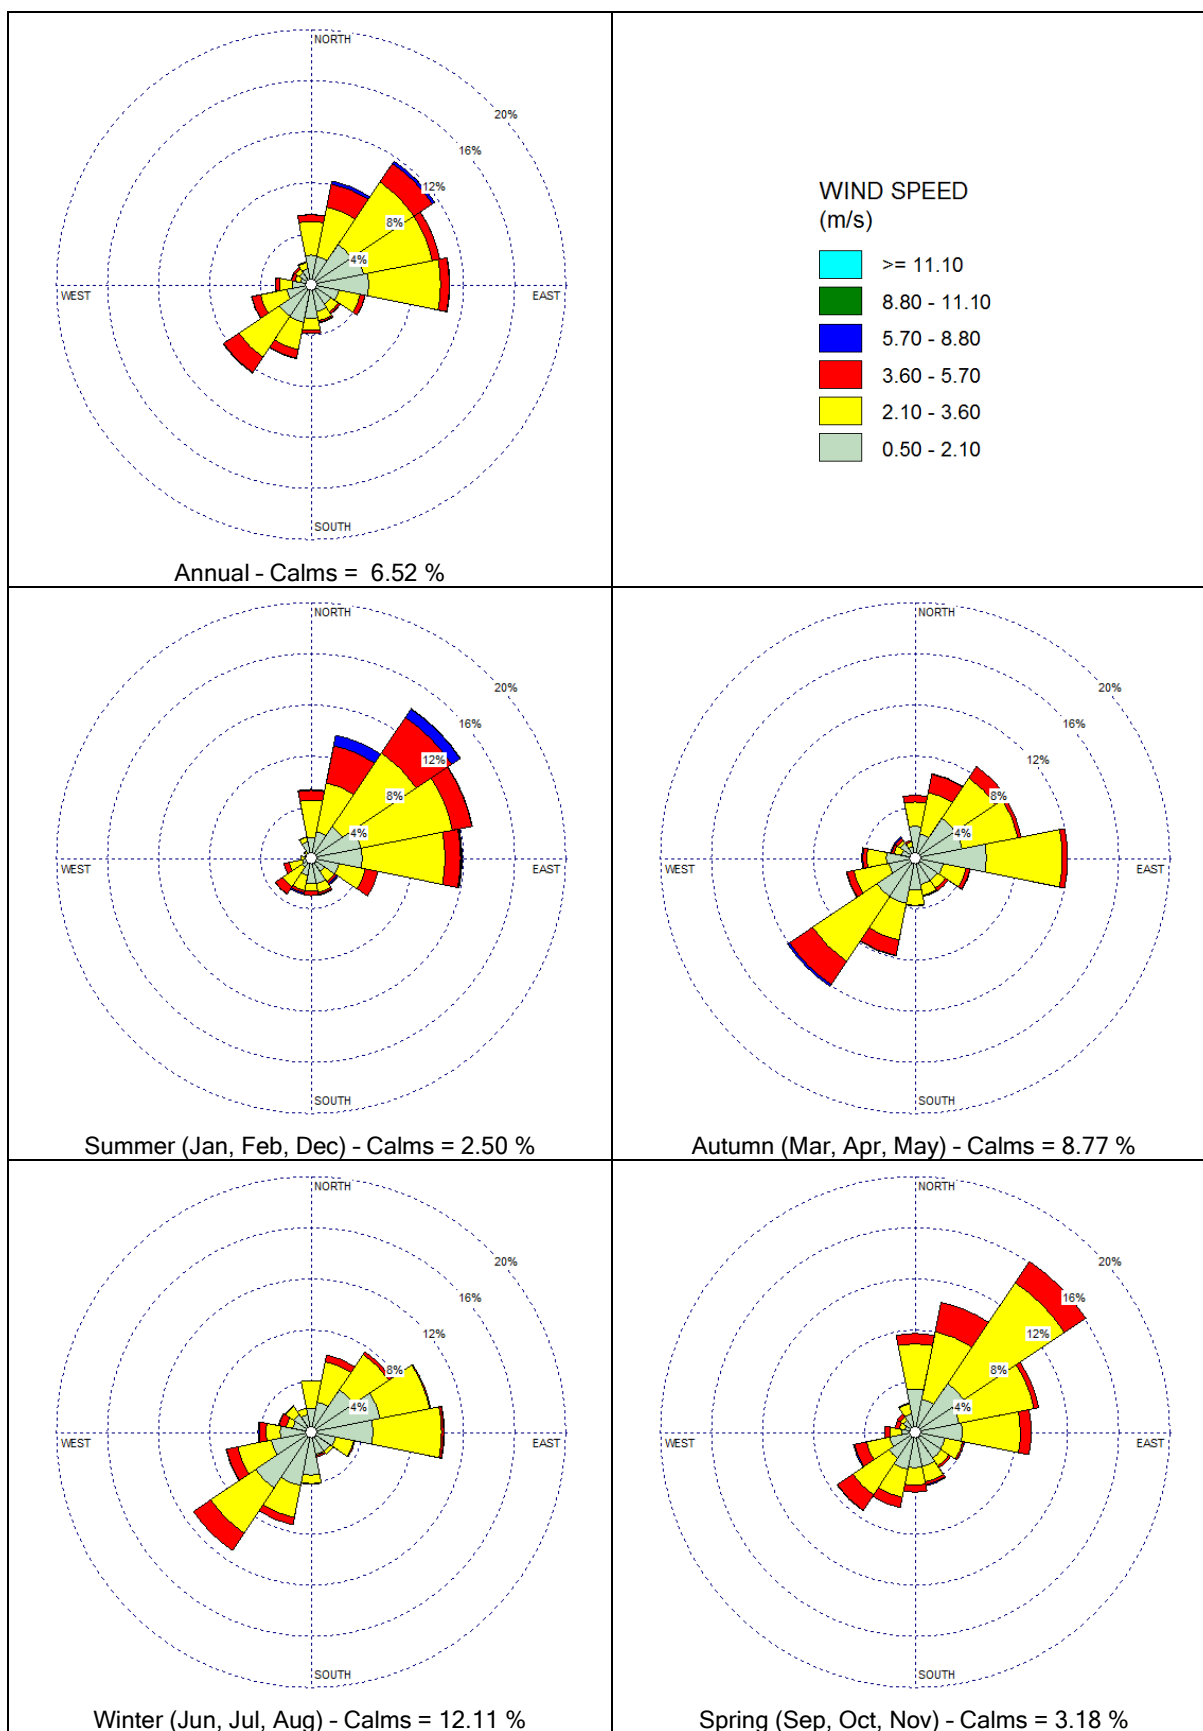 NORTH
20%
16%
12%
8%
4%
WEST
EAST
SOUTH
Annual - Calms =  6.52 %
WIND SPEED
(m/s)
>= 11.10
8.80 - 11.10
5.70 - 8.80
3.60 - 5.70
2.10 - 3.60
0.50 - 2.10
NORTH
20%
16%
12%
8%
4%
WEST
EAST
SOUTH
Summer (Jan, Feb, Dec) - Calms = 2.50 %
NORTH
20%
16%
12%
8%
4%
WEST
EAST
SOUTH
Autumn (Mar, Apr, May) - Calms = 8.77 %
NORTH
20%
16%
12%
8%
4%
WEST
EAST
SOUTH
Winter (Jun, Jul, Aug) - Calms = 12.11 %
NORTH
20%
16%
12%
8%
4%
WEST
EAST
SOUTH
Spring (Sep, Oct, Nov) - Calms = 3.18 %